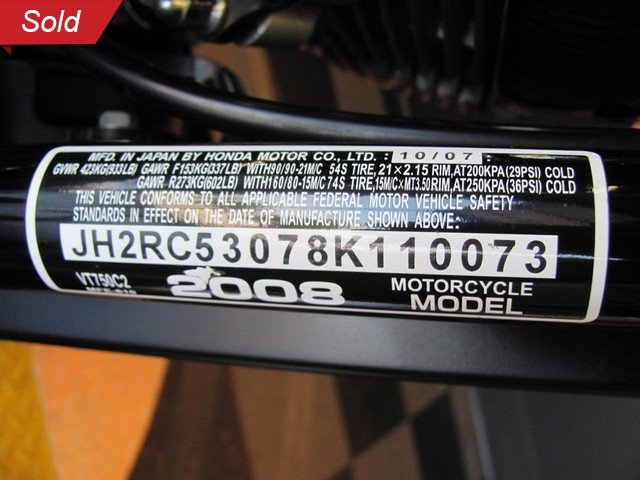 Sold
MFD. IN JAPAN BY HONDA MOTOR CO., LTD. : 10/07 :
GVWR 423KG(933LB) GAWR F153KG(337LB) WITH90/90-21M/C 54S TIRE, 21×2.15 RIM,AT200KPA(29PSI) COLD
GAWR R273KG(602LB) WITH160/80-15M/C74S TIRE,15M/C×MT3.50RIM,AT250KPA(36PSI) COLD
THIS VEHICLE CONFORMS TO ALL APPLICABLE FEDERAL MOTOR VEHICLE SAFETY
STANDARDS IN EFFECT ON THE DATE OF MANUFACTURE SHOWN ABOVE:
JH2RC53078K110073
VT750C2 2008 MOTORCYCLE
MODEL